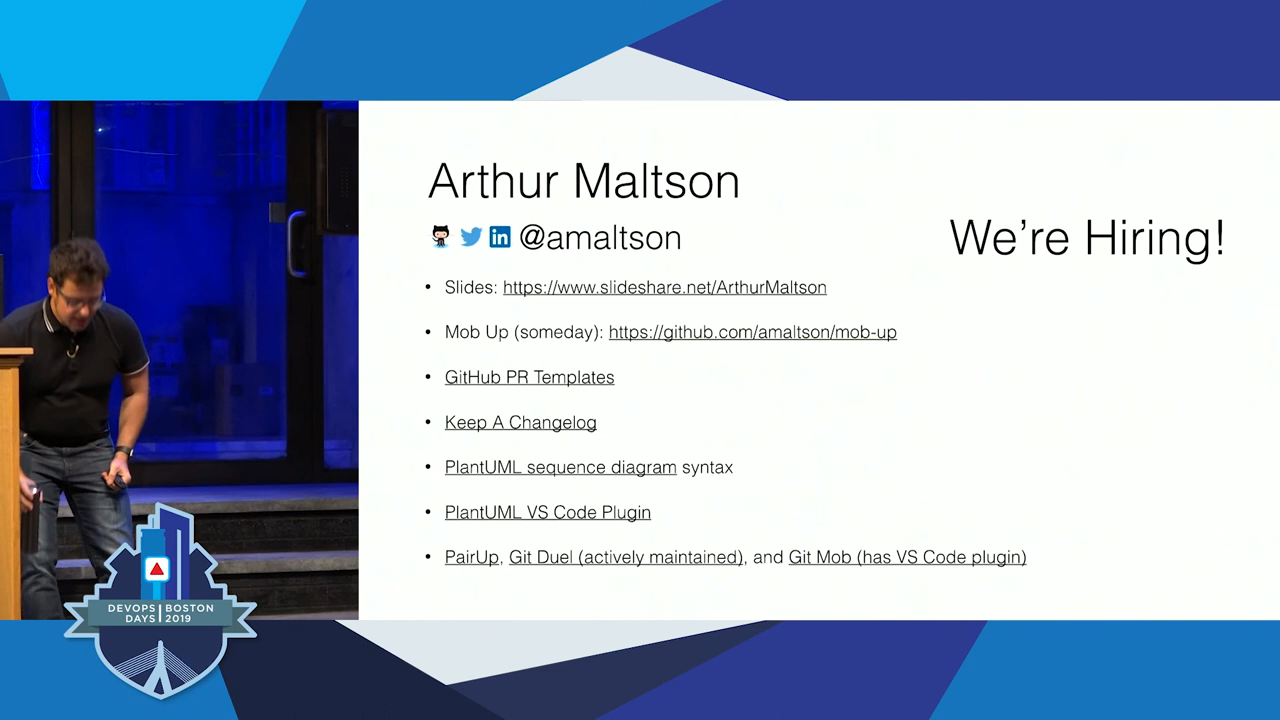 Arthur Maltson
in @amaltson
We're Hiring!
• Slides: https://www.slideshare.net/ArthurMaltson
• Mob Up (someday): https://github.com/amaltson/mob-up
• GitHub PR Templates
• Keep A Changelog
• PlantUML sequence diagram syntax
• PlantUML VS Code Plugin
• PairUp, Git Duel (actively maintained), and Git Mob (has VS Code plugin)
DEVOPS BOSTON
DAYS 2019